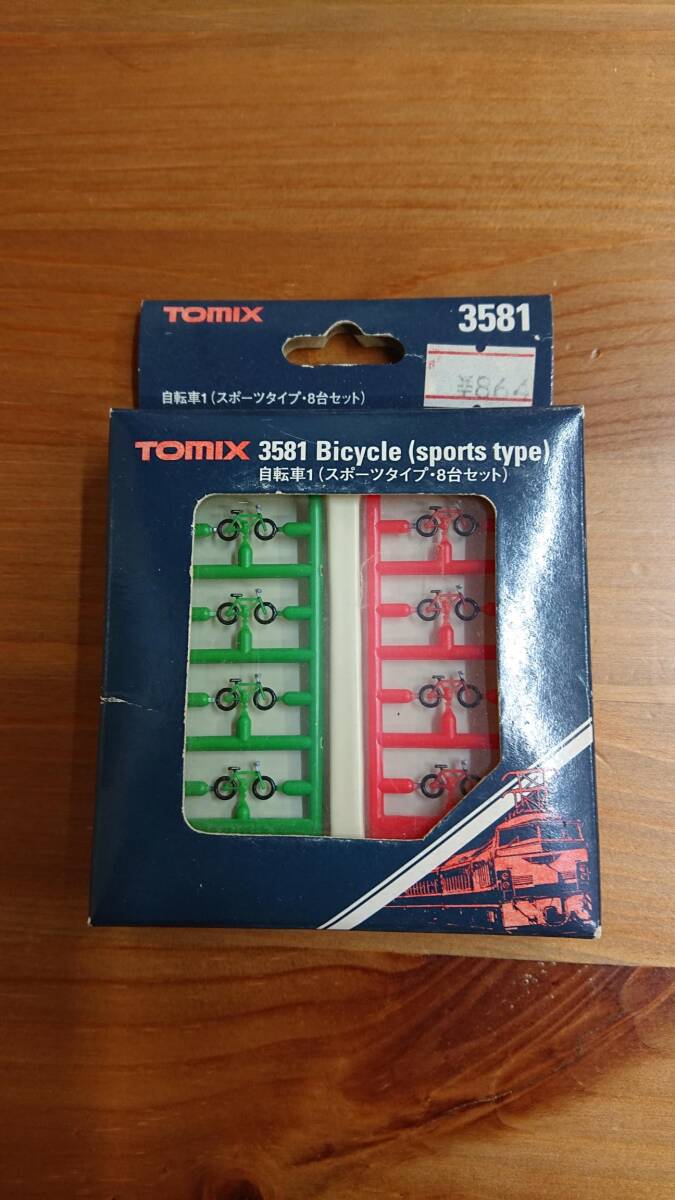 TOMIX
3581
自転車1(スポーツタイプ・8台セット)
TOMIX 3581 Bicycle (sports type)
自転車1(スポーツタイプ・8台セット)